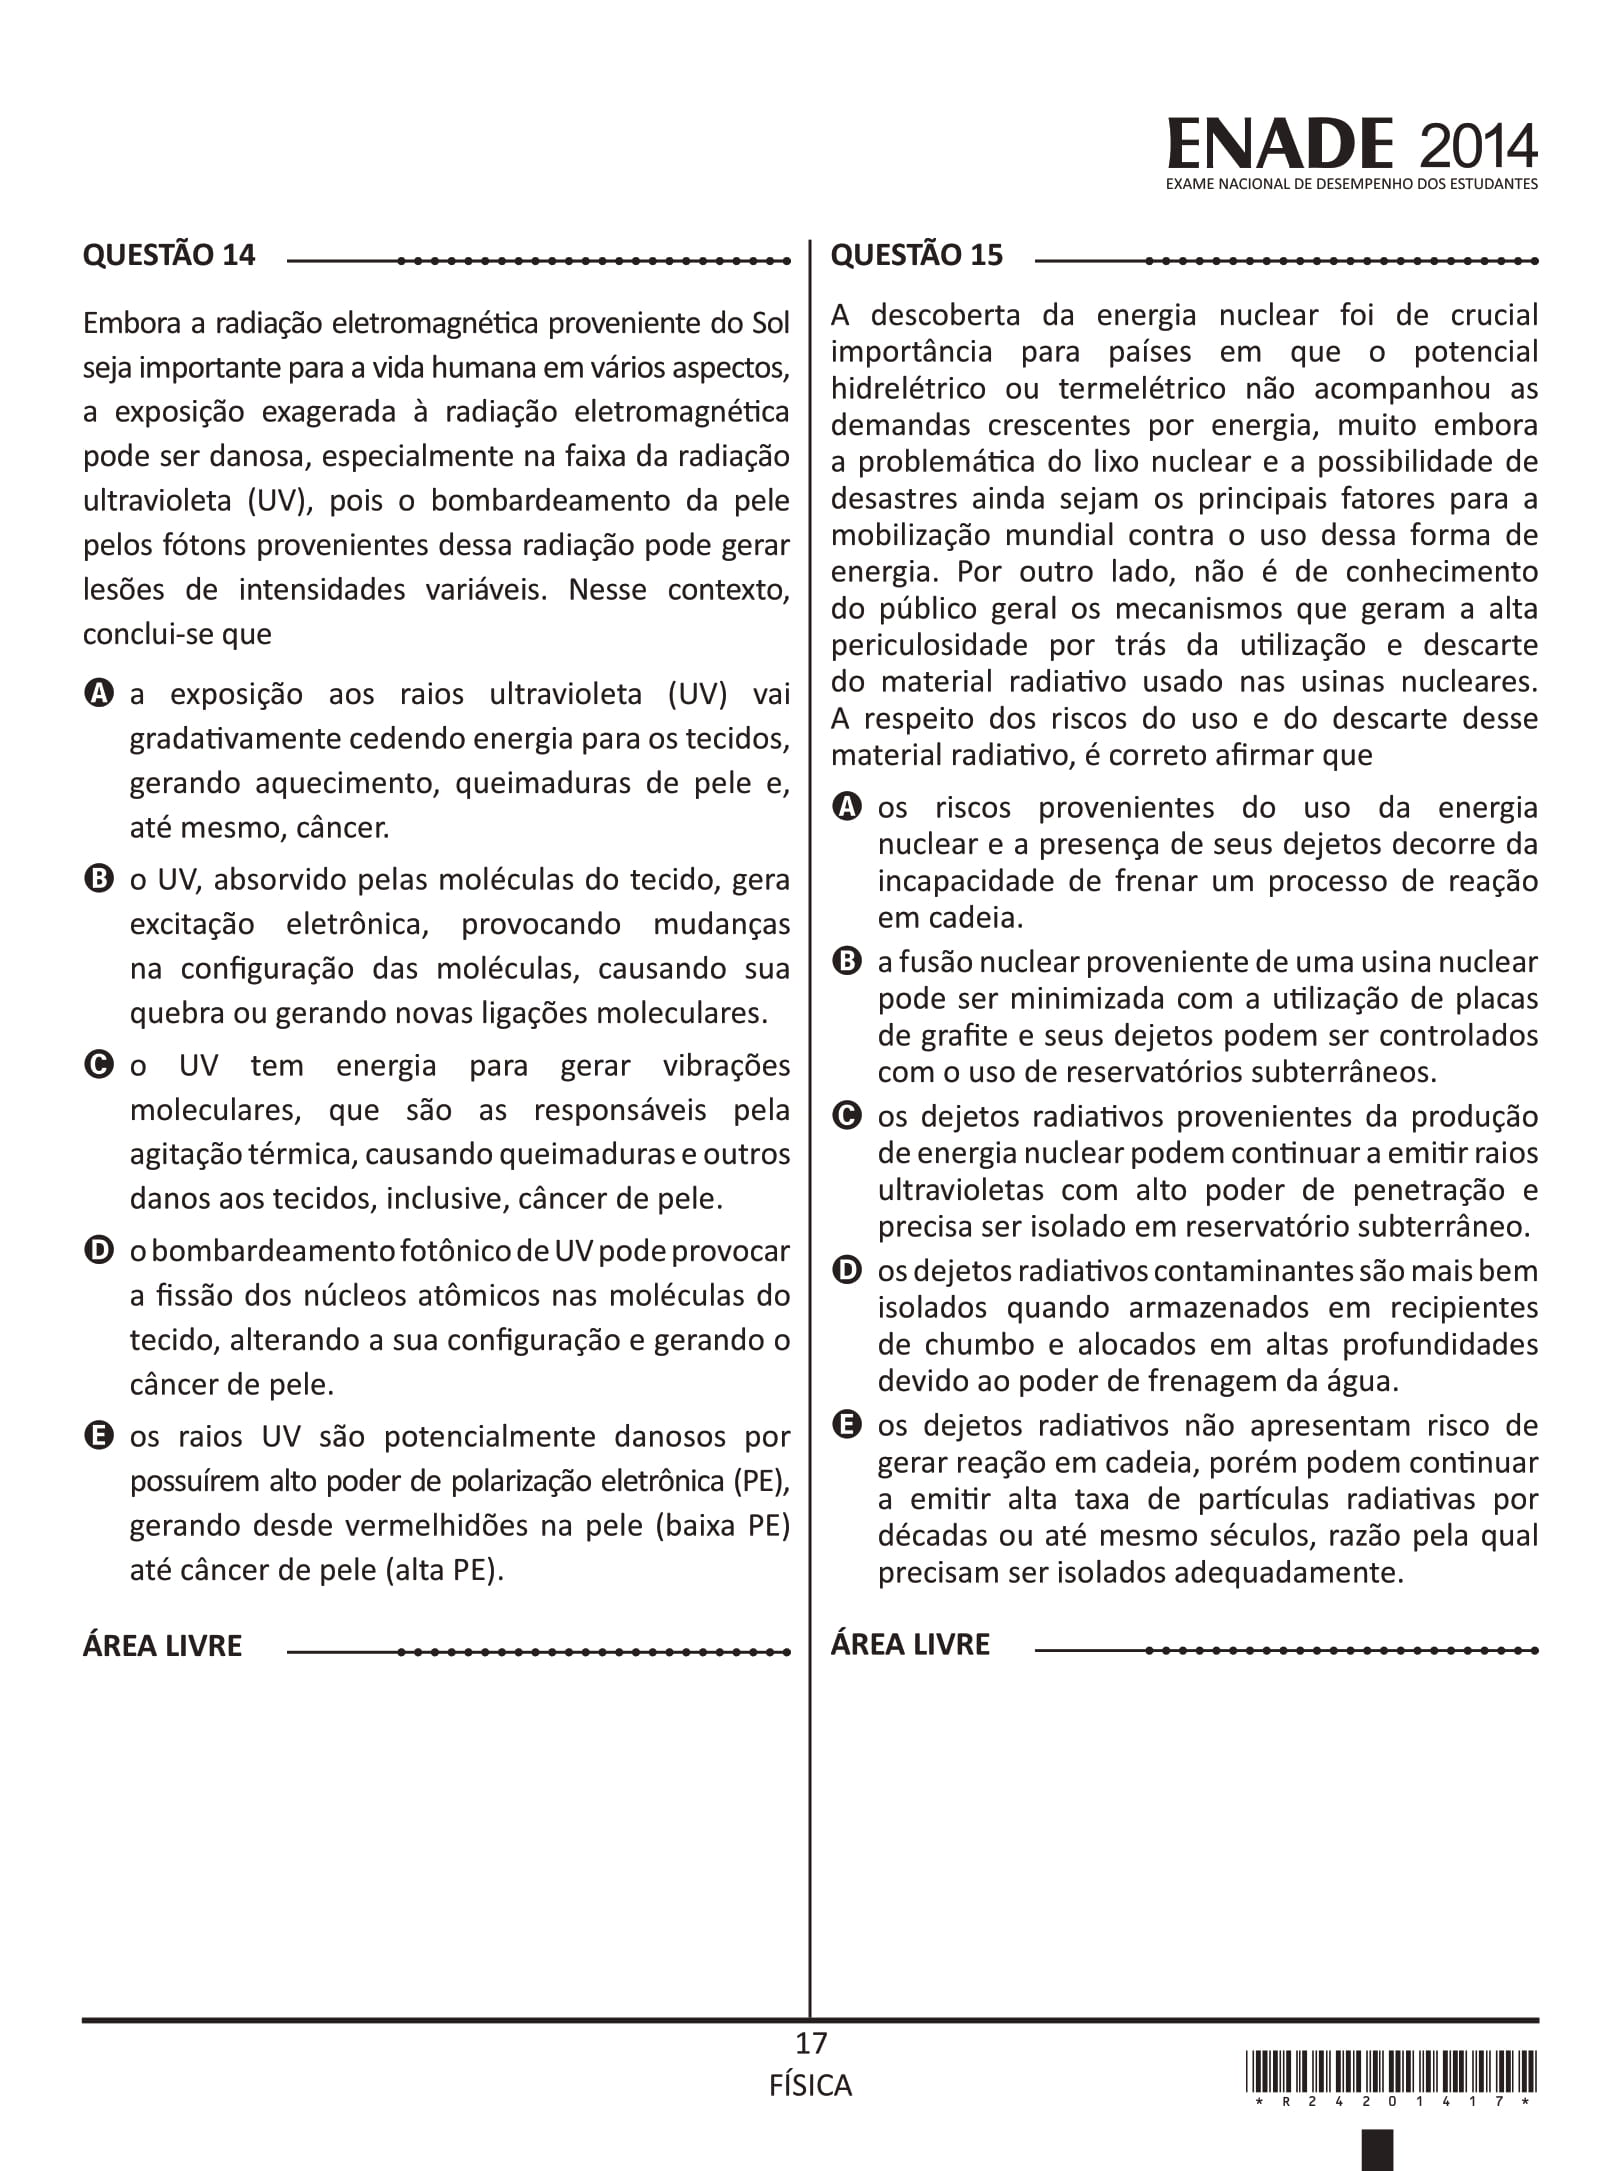 ENADE 2014
EXAME NACIONAL DE DESEMPENHO DOS ESTUDANTES
QUESTÃO 14
Embora a radiação eletromagnética proveniente do Sol
seja importante para a vida humana em vários aspectos,
a exposição exagerada à radiação eletromagnética
pode ser danosa, especialmente na faixa da radiação
ultravioleta (UV), pois o bombardeamento da pele
pelos fótons provenientes dessa radiação pode gerar
lesões de intensidades variáveis. Nesse contexto,
conclui-se que
A a exposição aos raios ultravioleta (UV) vai
gradativamente cedendo energia para os tecidos,
gerando aquecimento, queimaduras de pele e,
até mesmo, câncer.
B o UV, absorvido pelas moléculas do tecido, gera
excitação eletrônica, provocando mudanças
na configuração das moléculas, causando sua
quebra ou gerando novas ligações moleculares.
C o UV tem energia para gerar vibrações
moleculares, que são as responsáveis pela
agitação térmica, causando queimaduras e outros
danos aos tecidos, inclusive, câncer de pele.
D o bombardeamento fotônico de UV pode provocar
a fissão dos núcleos atômicos nas moléculas do
tecido, alterando a sua configuração e gerando o
câncer de pele.
E os raios UV são potencialmente danosos por
possuírem alto poder de polarização eletrônica (PE),
gerando desde vermelhidões na pele (baixa PE)
até câncer de pele (alta PE).
ÁREA LIVRE
QUESTÃO 15
A descoberta da energia nuclear foi de crucial
importância para países em que o potencial
hidrelétrico ou termelétrico não acompanhou as
demandas crescentes por energia, muito embora
a problemática do lixo nuclear e a possibilidade de
desastres ainda sejam os principais fatores para a
mobilização mundial contra o uso dessa forma de
energia. Por outro lado, não é de conhecimento
do público geral os mecanismos que geram a alta
periculosidade por trás da utilização e descarte
do material radiativo usado nas usinas nucleares.
A respeito dos riscos do uso e do descarte desse
material radiativo, é correto afirmar que
A os riscos provenientes do uso da energia
nuclear e a presença de seus dejetos decorre da
incapacidade de frenar um processo de reação
em cadeia.
B a fusão nuclear proveniente de uma usina nuclear
pode ser minimizada com a utilização de placas
de grafite e seus dejetos podem ser controlados
com o uso de reservatórios subterrâneos.
C os dejetos radiativos provenientes da produção
de energia nuclear podem continuar a emitir raios
ultravioletas com alto poder de penetração e
precisa ser isolado em reservatório subterrâneo.
D os dejetos radiativos contaminantes são mais bem
isolados quando armazenados em recipientes
de chumbo e alocados em altas profundidades
devido ao poder de frenagem da água.
E os dejetos radiativos não apresentam risco de
gerar reação em cadeia, porém podem continuar
a emitir alta taxa de partículas radiativas por
décadas ou até mesmo séculos, razão pela qual
precisam ser isolados adequadamente.
ÁREA LIVRE
17
FÍSICA
*R24201417*